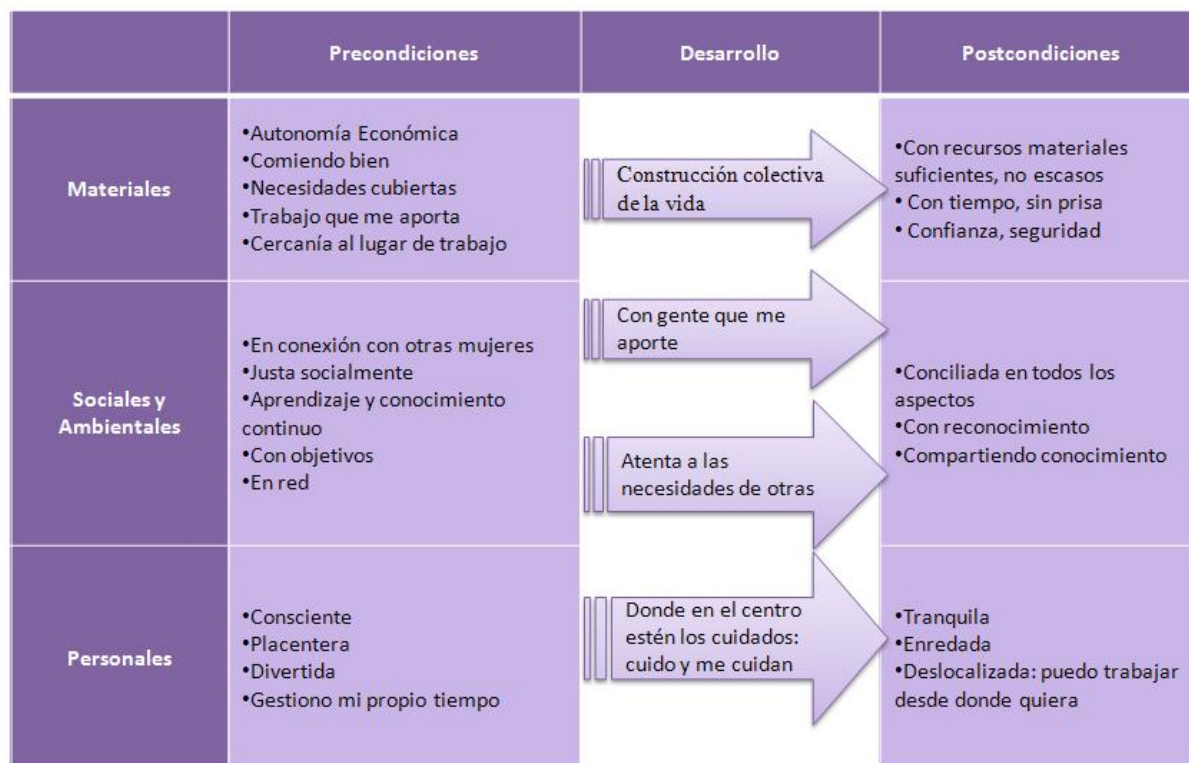 Precondiciones
Desarrollo
Postcondiciones
Materiales
•Autonomía Económica
•Comiendo bien
•Necesidades cubiertas
•Trabajo que me aporta
•Cercanía al lugar de trabajo
Construcción colectiva
de la vida
•Con recursos materiales
suficientes, no escasos
• Con tiempo, sin prisa
• Confianza, seguridad
Sociales y
Ambientales
•En conexión con otras mujeres
•Justa socialmente
•Aprendizaje y conocimiento
continuo
•Con objetivos
•En red
Con gente que me
aporte
Atenta a las
necesidades de otras
•Conciliada en todos los
aspectos
•Con reconocimiento
•Compartiendo conocimiento
Personales
•Consciente
•Placentera
•Divertida
•Gestiono mi propio tiempo
Donde en el centro
estén los cuidados:
cuido y me cuidan
•Tranquila
•Enredada
•Deslocalizada: puedo trabajar
desde donde quiera